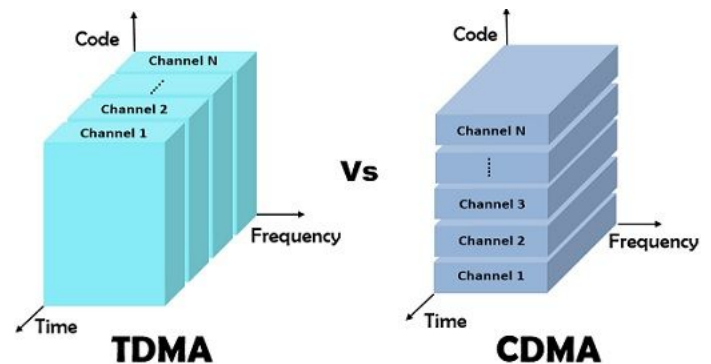 Code
Channel N
Channel 2
Channel 1
Frequency
Time
TDMA
Vs
Code
Channel N
Channel 3
Channel 2
Channel 1
Frequency
Time
CDMA